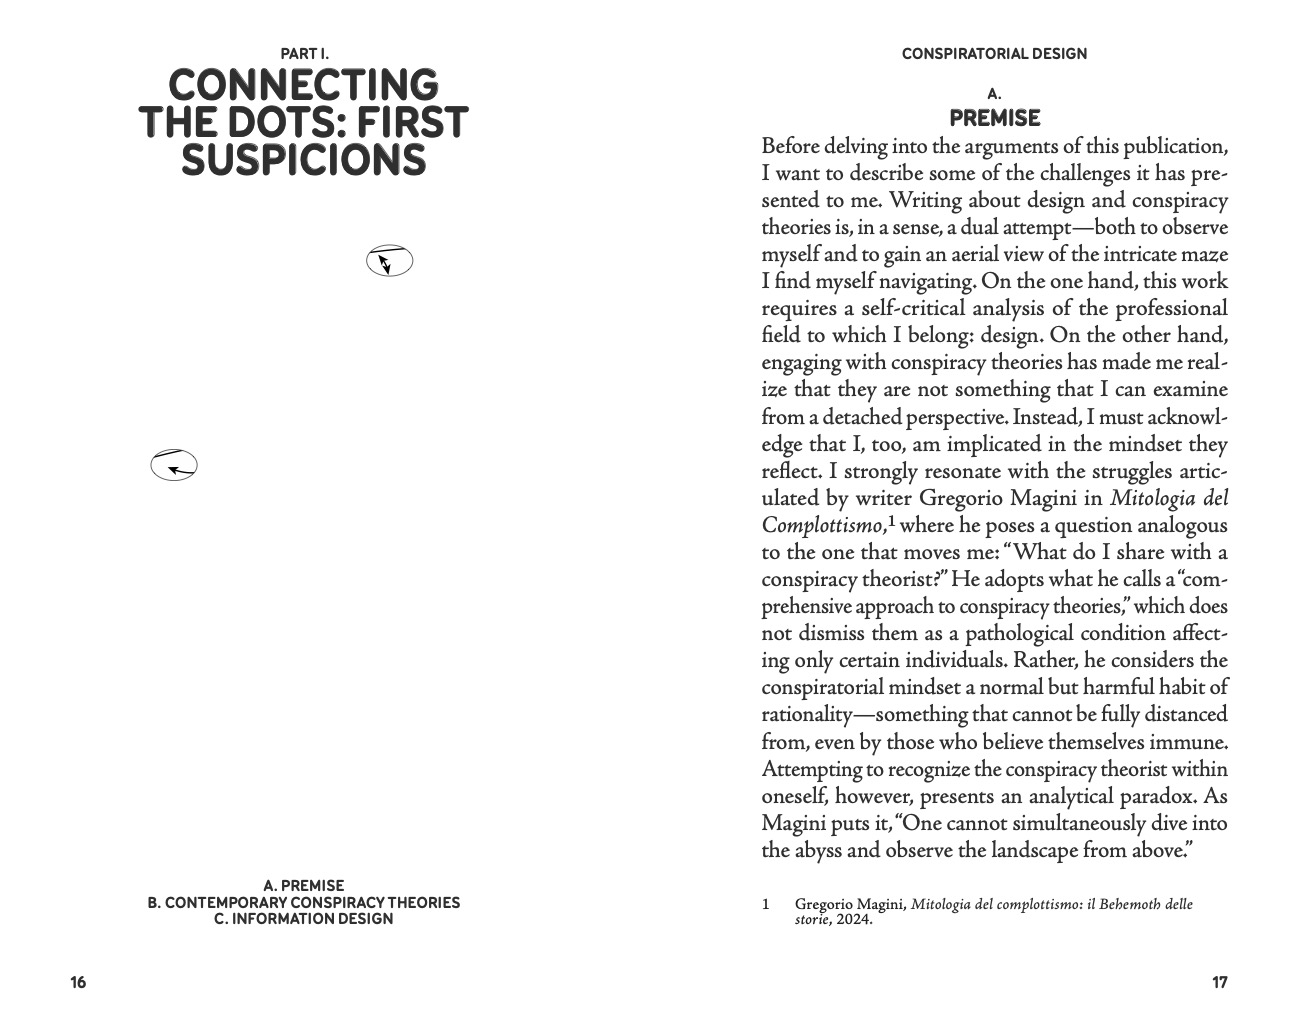 PART I.
CONNECTING
THE DOTS: FIRST
SUSPICIONS
A. PREMISE
B. CONTEMPORARY CONSPIRACY THEORIES
C. INFORMATION DESIGN
16
CONSPIRATORIAL DESIGN
A.
PREMISE
Before delving into the arguments of this publication,
I want to describe some of the challenges it has pre-
sented to me. Writing about design and conspiracy
theories is, in a sense, a dual attempt—both to observe
myself and to gain an aerial view of the intricate maze
I find myself navigating. On the one hand, this work
requires a self-critical analysis of the professional
field to which I belong: design. On the other hand,
engaging with conspiracy theories has made me real-
ize that they are not something that I can examine
from a detached perspective. Instead, I must acknowl-
edge that I, too, am implicated in the mindset they
reflect. I strongly resonate with the struggles artic-
ulated by writer Gregorio Magini in Mitologia del
Complottismo,1 where he poses a question analogous
to the one that moves me: “What do I share with a
conspiracy theorist?” He adopts what he calls a “com-
prehensive approach to conspiracy theories,” which does
not dismiss them as a pathological condition affect-
ing only certain individuals. Rather, he considers the
conspiratorial mindset a normal but harmful habit of
rationality—something that cannot be fully distanced
from, even by those who believe themselves immune.
Attempting to recognize the conspiracy theorist within
oneself, however, presents an analytical paradox. As
Magini puts it, “One cannot simultaneously dive into
the abyss and observe the landscape from above.”
1 Gregorio Magini, Mitologia del complottismo: il Behemoth delle
storie, 2024.
17